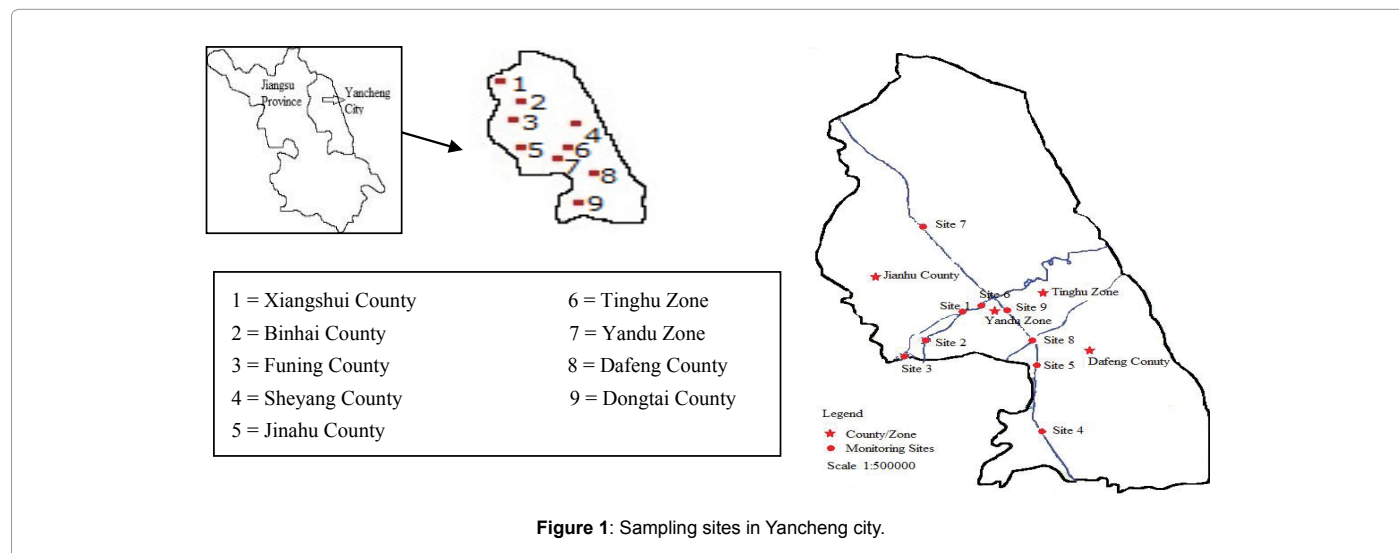 Jiangsu
Province
Yancheng
City
1
2
3
4
5
6
7
8
9
1 = Xiangshui County
2 = Binhai County
3 = Funing County
4 = Sheyang County
5 = Jinahu County
6 = Tinghu Zone
7 = Yandu Zone
8 = Dafeng County
9 = Dongtai County
Site 7
Jianhu County
Tinghu Zone
Site 6
Site 1
Site 9
Yandu Zone
Site 2
Site 8
Dafeng Conuty
Site 3
Site 5
Site 4
Legend
County/Zone
Monitoring Sites
Scale 1:500000
Figure 1: Sampling sites in Yancheng city.